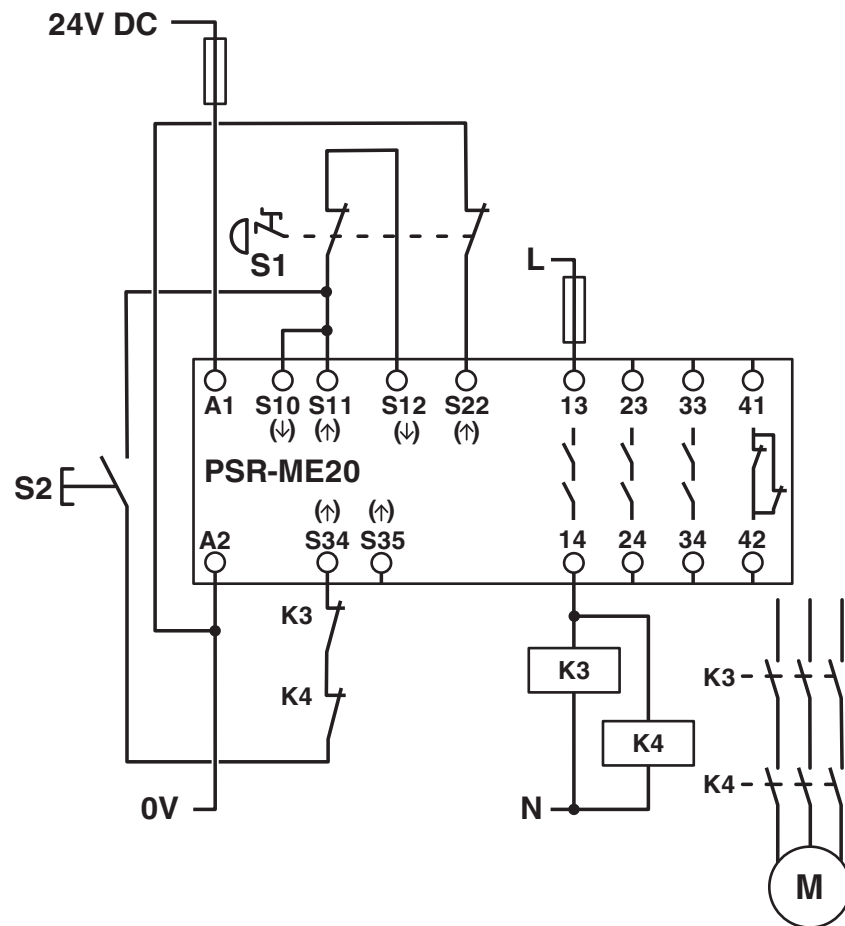 24V DC
S1
L
A1 S10 S11 S12 S22 13 23 33 41
(↓) (↑) (↓) (↑)
PSR-ME20
S2
(↑) (↑)
A2 S34 S35 14 24 34 42
K3
K3
K3
K4
K4
K4
0V
N
M